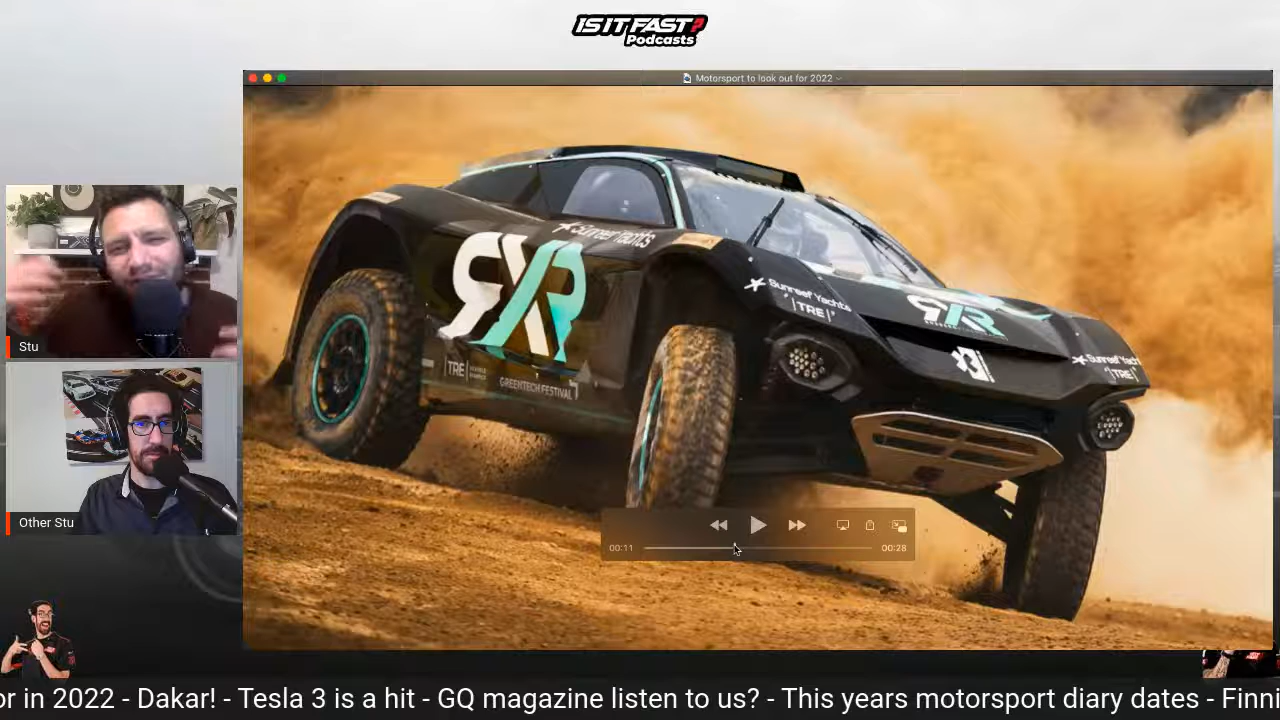 IS IT FAST?
Podcasts
Motorsport to look out for 2022
Stu
Other Stu
RXR
Sunreef Yachts
TRE
GREENTECH FESTIVAL
Sunreef Yachts
TRE
RXR
Sunreef Yach
TRE
00:11
00:28
or in 2022 - Dakar! - Tesla 3 is a hit - GQ magazine listen to us? - This years motorsport diary dates - Finni